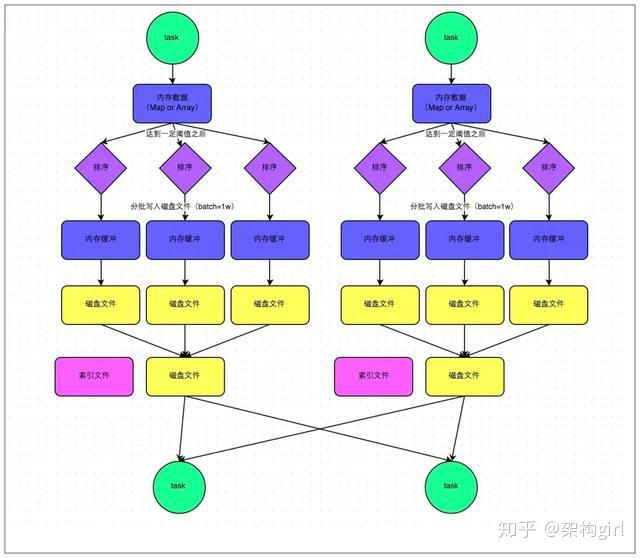 task
task
内存数据
（Map or Array）
内存数据
（Map or Array）
达到一定阈值之后
达到一定阈值之后
排序
排序
排序
排序
排序
排序
分批写入磁盘文件（batch=1w）
分批写入磁盘文件（batch=1w）
内存缓冲
内存缓冲
内存缓冲
内存缓冲
内存缓冲
内存缓冲
磁盘文件
磁盘文件
磁盘文件
磁盘文件
磁盘文件
磁盘文件
索引文件
磁盘文件
索引文件
磁盘文件
task
task
知乎 @架构girl